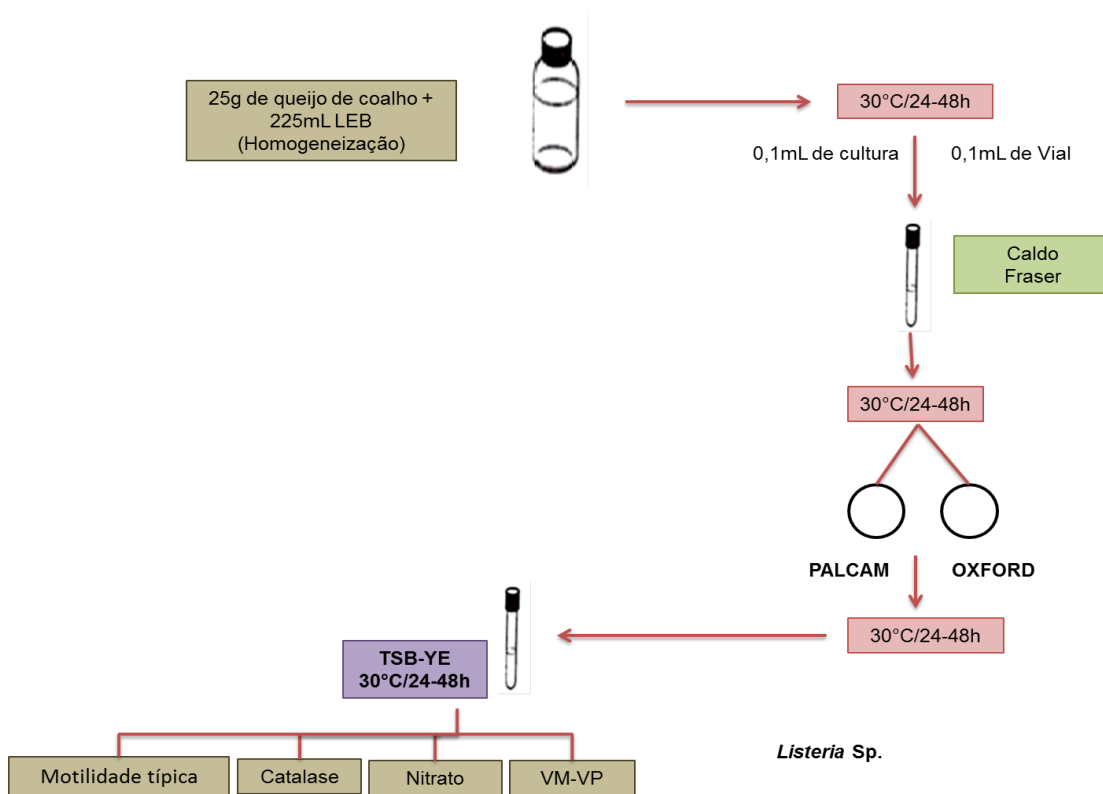 25g de queijo de coalho +
225mL LEB
(Homogeneização)
30°C/24-48h
0,1mL de cultura
0,1mL de Vial
Caldo
Fraser
30°C/24-48h
PALCAM
OXFORD
30°C/24-48h
TSB-YE
30°C/24-48h
Listeria Sp.
Motilidade típica
Catalase
Nitrato
VM-VP